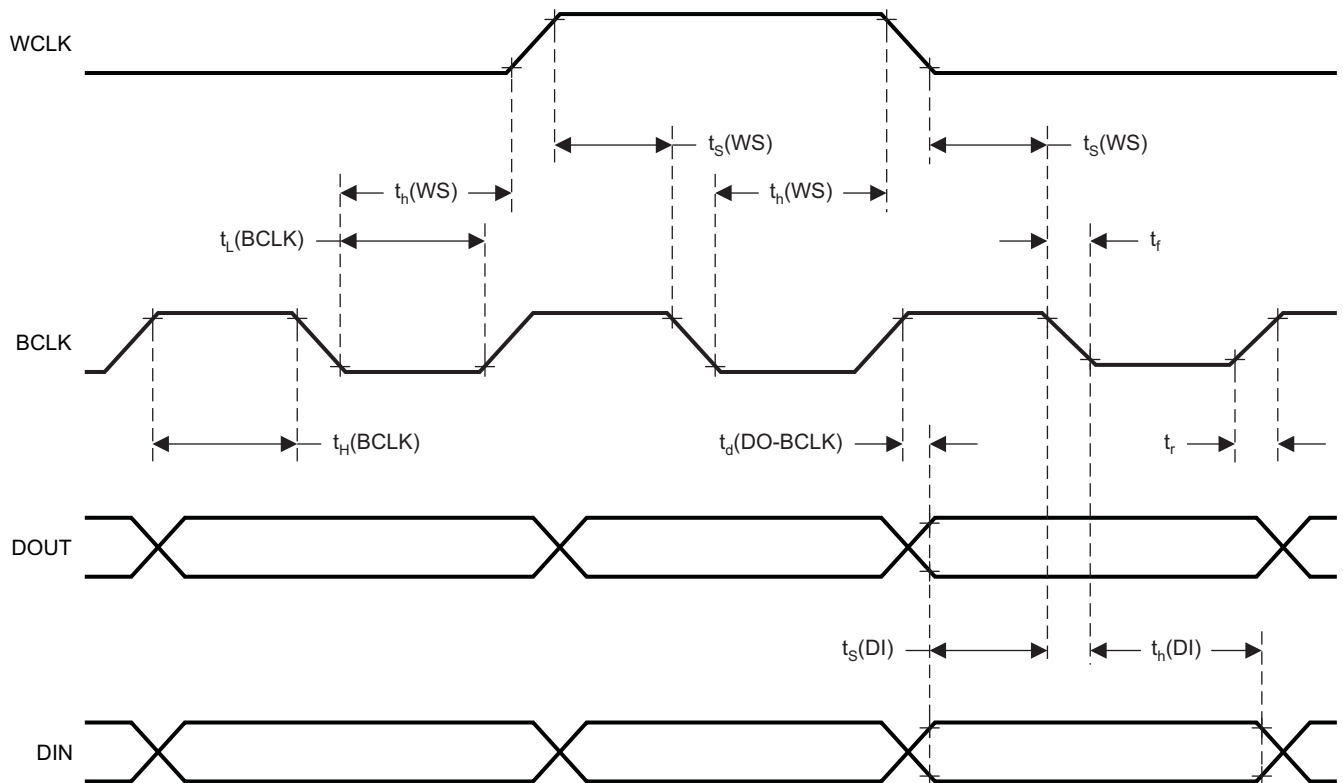 WCLK
t_S(WS)
t_S(WS)
t_h(WS)
t_h(WS)
t_L(BCLK)
t_f
BCLK
t_H(BCLK)
t_d(DO-BCLK)
t_r
DOUT
t_S(DI)
t_h(DI)
DIN